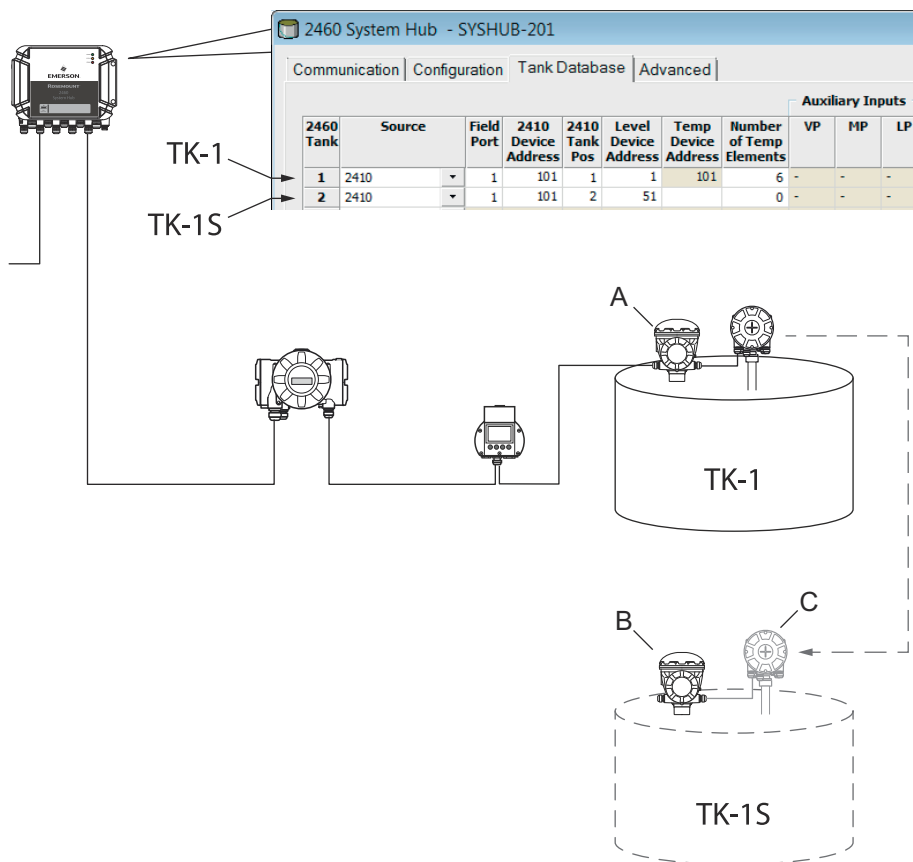 2460 System Hub - SYSHUB-201
Communication Configuration Tank Database Advanced
Auxiliary Inputs
2460 Tank Source Field Port 2410 Device Address 2410 Tank Pos Level Device Address Temp Device Address Number of Temp Elements VP MP LP
1 2410 1 101 1 1 101 6 - - -
2 2410 1 101 2 51 0 - - -
EMERSON
ROSEMOUNT
2460
System Hub
TK-1
TK-1S
A
TK-1
B
C
TK-1S